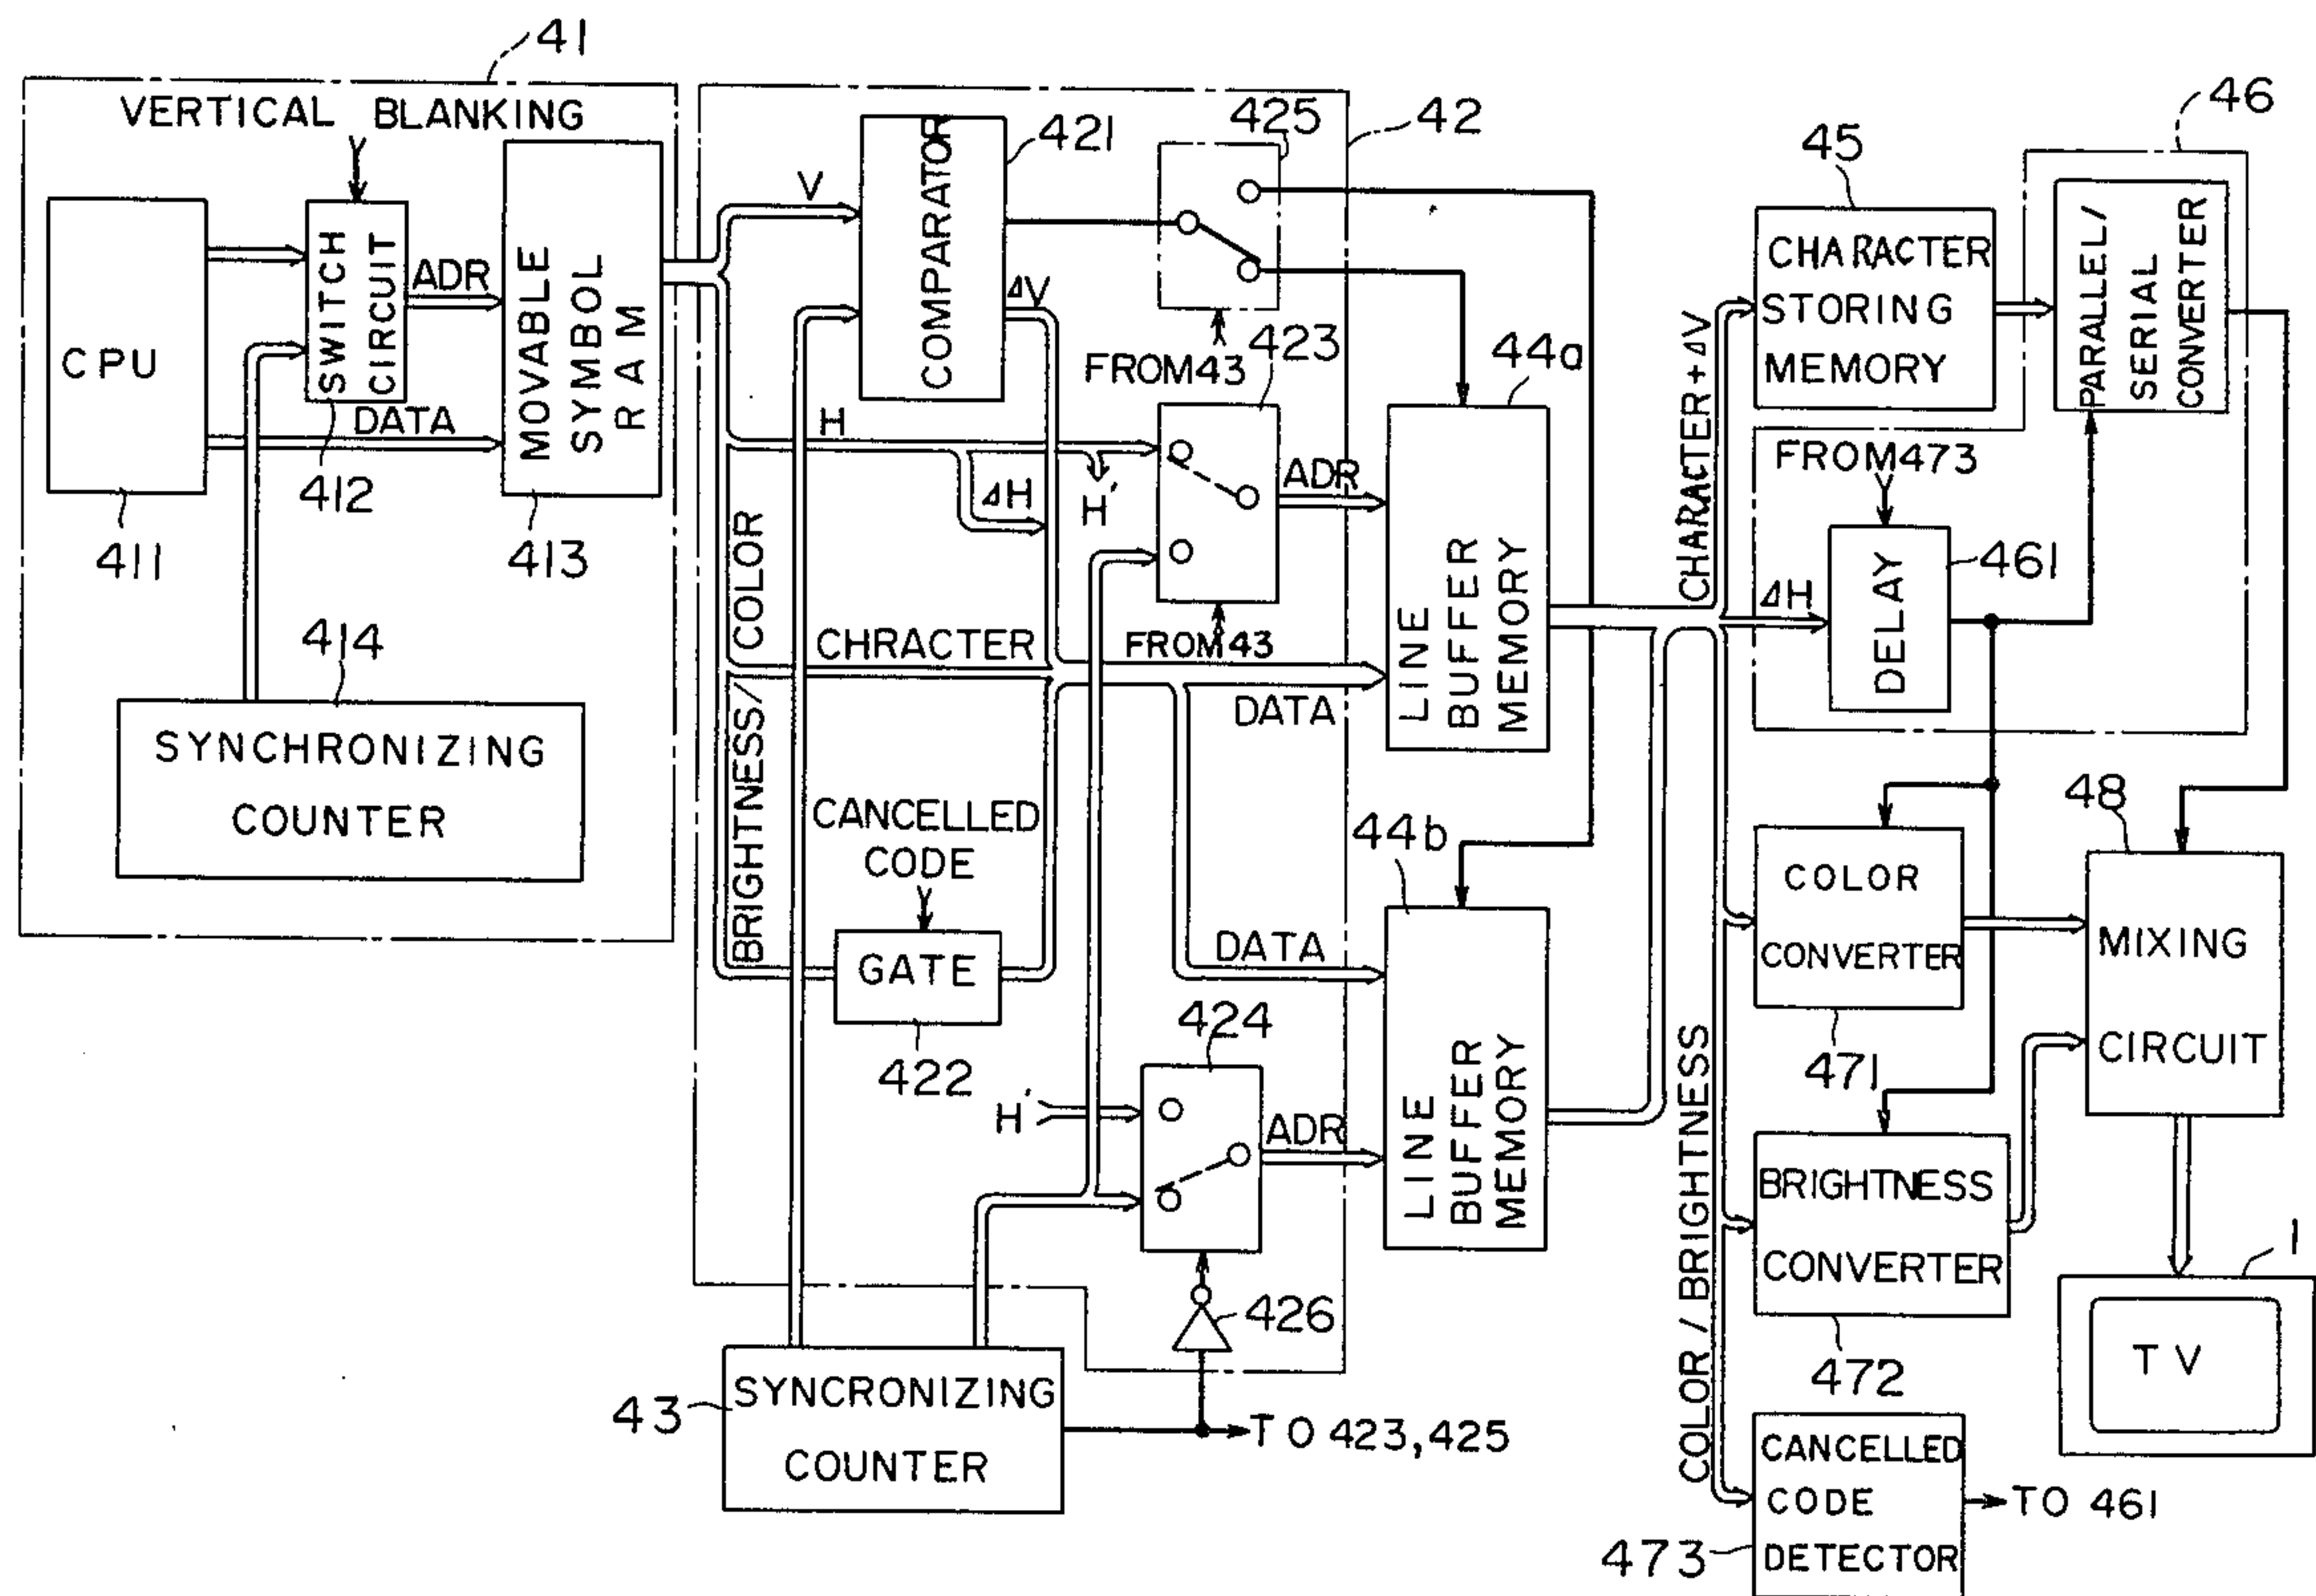 41
VERTICAL BLANKING
CPU
411
SWITCH
CIRCUIT
412
ADR
DATA
MOVABLE
SYMBOL
RAM
413
414
SYNCHRONIZING
COUNTER
42
V
COMPARATOR
421
ΔV
425
FROM43
423
H
ΔH
H'
ADR
FROM43
BRIGHTNESS/COLOR
CHRACTER
DATA
CANCELLED
CODE
GATE
422
DATA
424
H'
ADR
426
43
SYNCRONIZING
COUNTER
TO 423,425
44a
LINE
BUFFER
MEMORY
44b
LINE
BUFFER
MEMORY
CHARACTER+ΔV
ΔH
COLOR/BRIGHTNESS
45
CHARACTER
STORING
MEMORY
46
PARALLEL/
SERIAL
CONVERTER
FROM473
DELAY
461
COLOR
CONVERTER
471
BRIGHTNESS
CONVERTER
472
CANCELLED
CODE
DETECTOR
473
TO 461
48
MIXING
CIRCUIT
1
TV